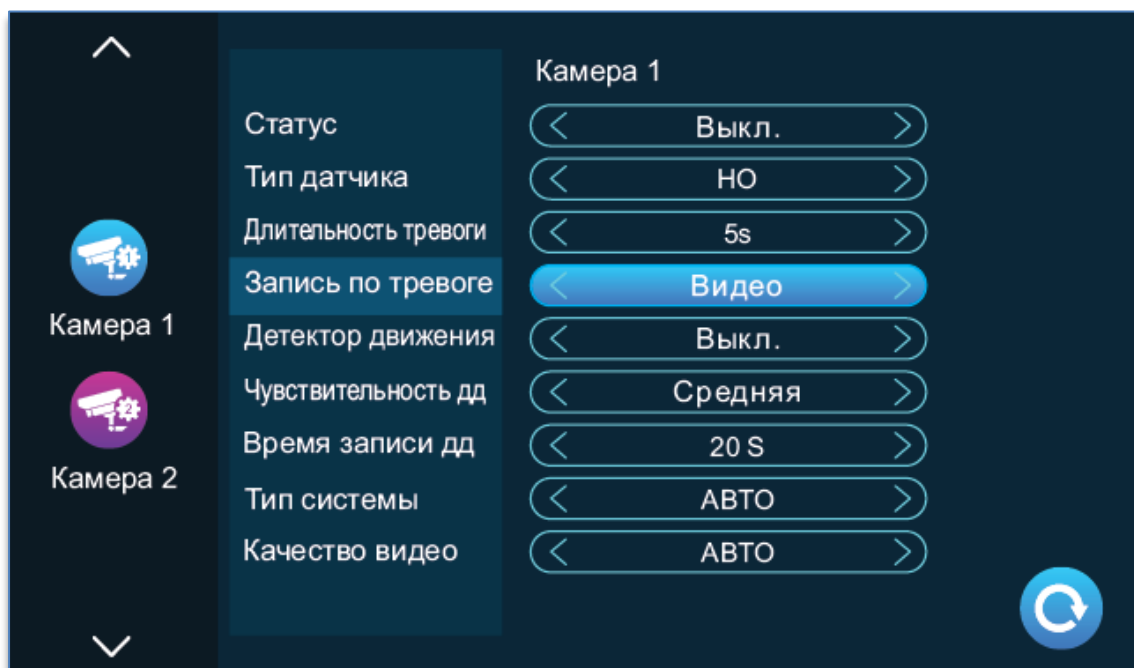 Камера 1
Статус Выкл.
Тип датчика НО
Длительность тревоги 5s
Запись по тревоге Видео
Камера 1
Детектор движения Выкл.
Чувствительность дд Средняя
Время записи дд 20 S
Камера 2
Тип системы АВТО
Качество видео АВТО